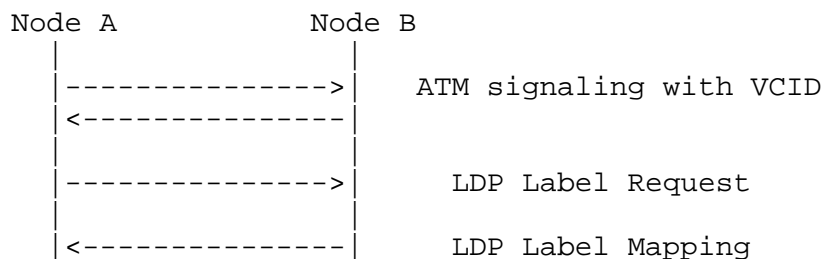 Node A Node B
|--------------->| ATM signaling with VCID
|<---------------|
|--------------->| LDP Label Request
|<---------------| LDP Label Mapping